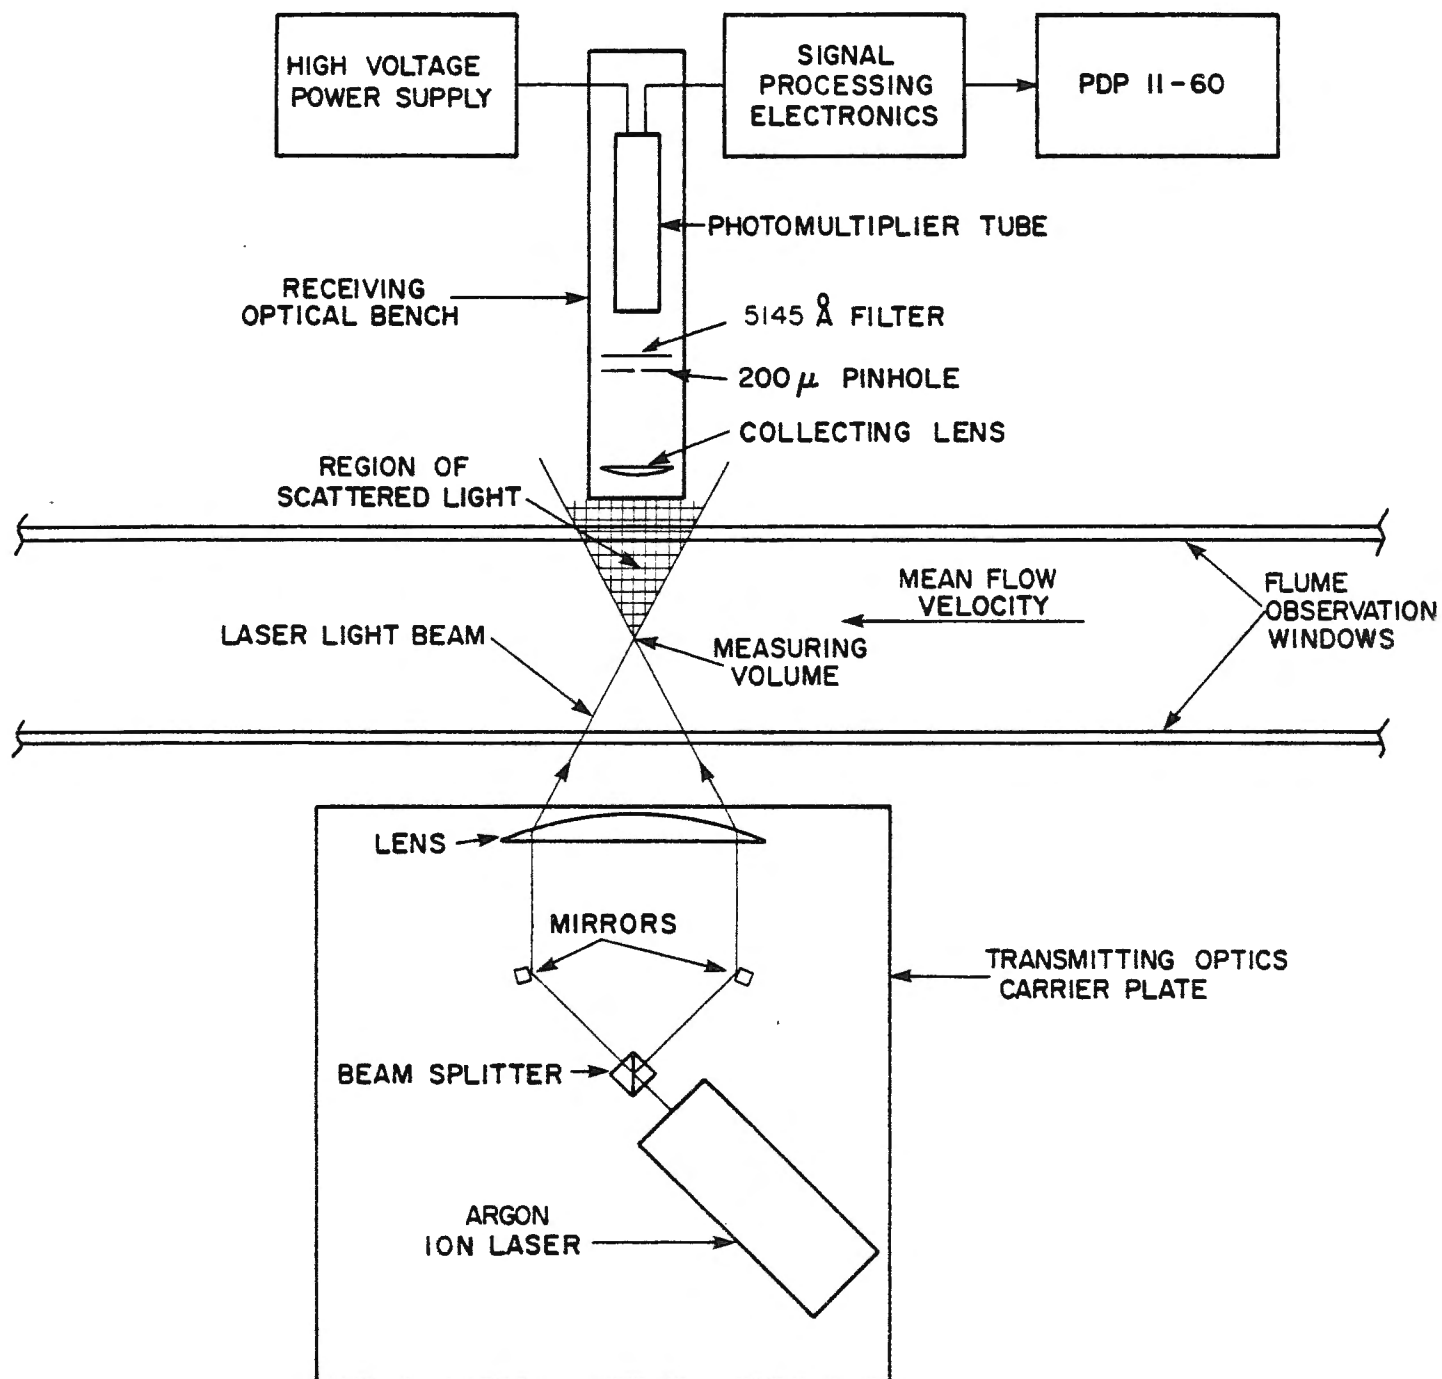 HIGH VOLTAGE
POWER SUPPLY
SIGNAL
PROCESSING
ELECTRONICS
PDP 11-60
PHOTOMULTIPLIER TUBE
RECEIVING
OPTICAL BENCH
5145 Å FILTER
200 μ PINHOLE
COLLECTING LENS
REGION OF
SCATTERED LIGHT
MEAN FLOW
VELOCITY
FLUME
OBSERVATION
WINDOWS
LASER LIGHT BEAM
MEASURING
VOLUME
LENS
MIRRORS
TRANSMITTING OPTICS
CARRIER PLATE
BEAM SPLITTER
ARGON
ION LASER